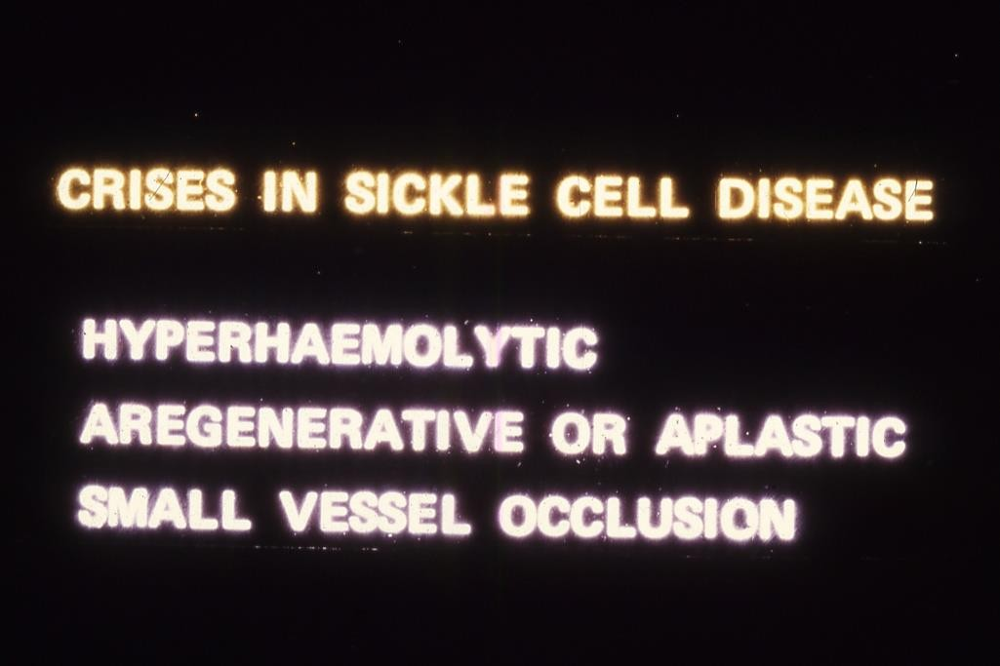 CRISES IN SICKLE CELL DISEASE
HYPERHAEMOLYTIC
AREGENERATIVE OR APLASTIC
SMALL VESSEL OCCLUSION